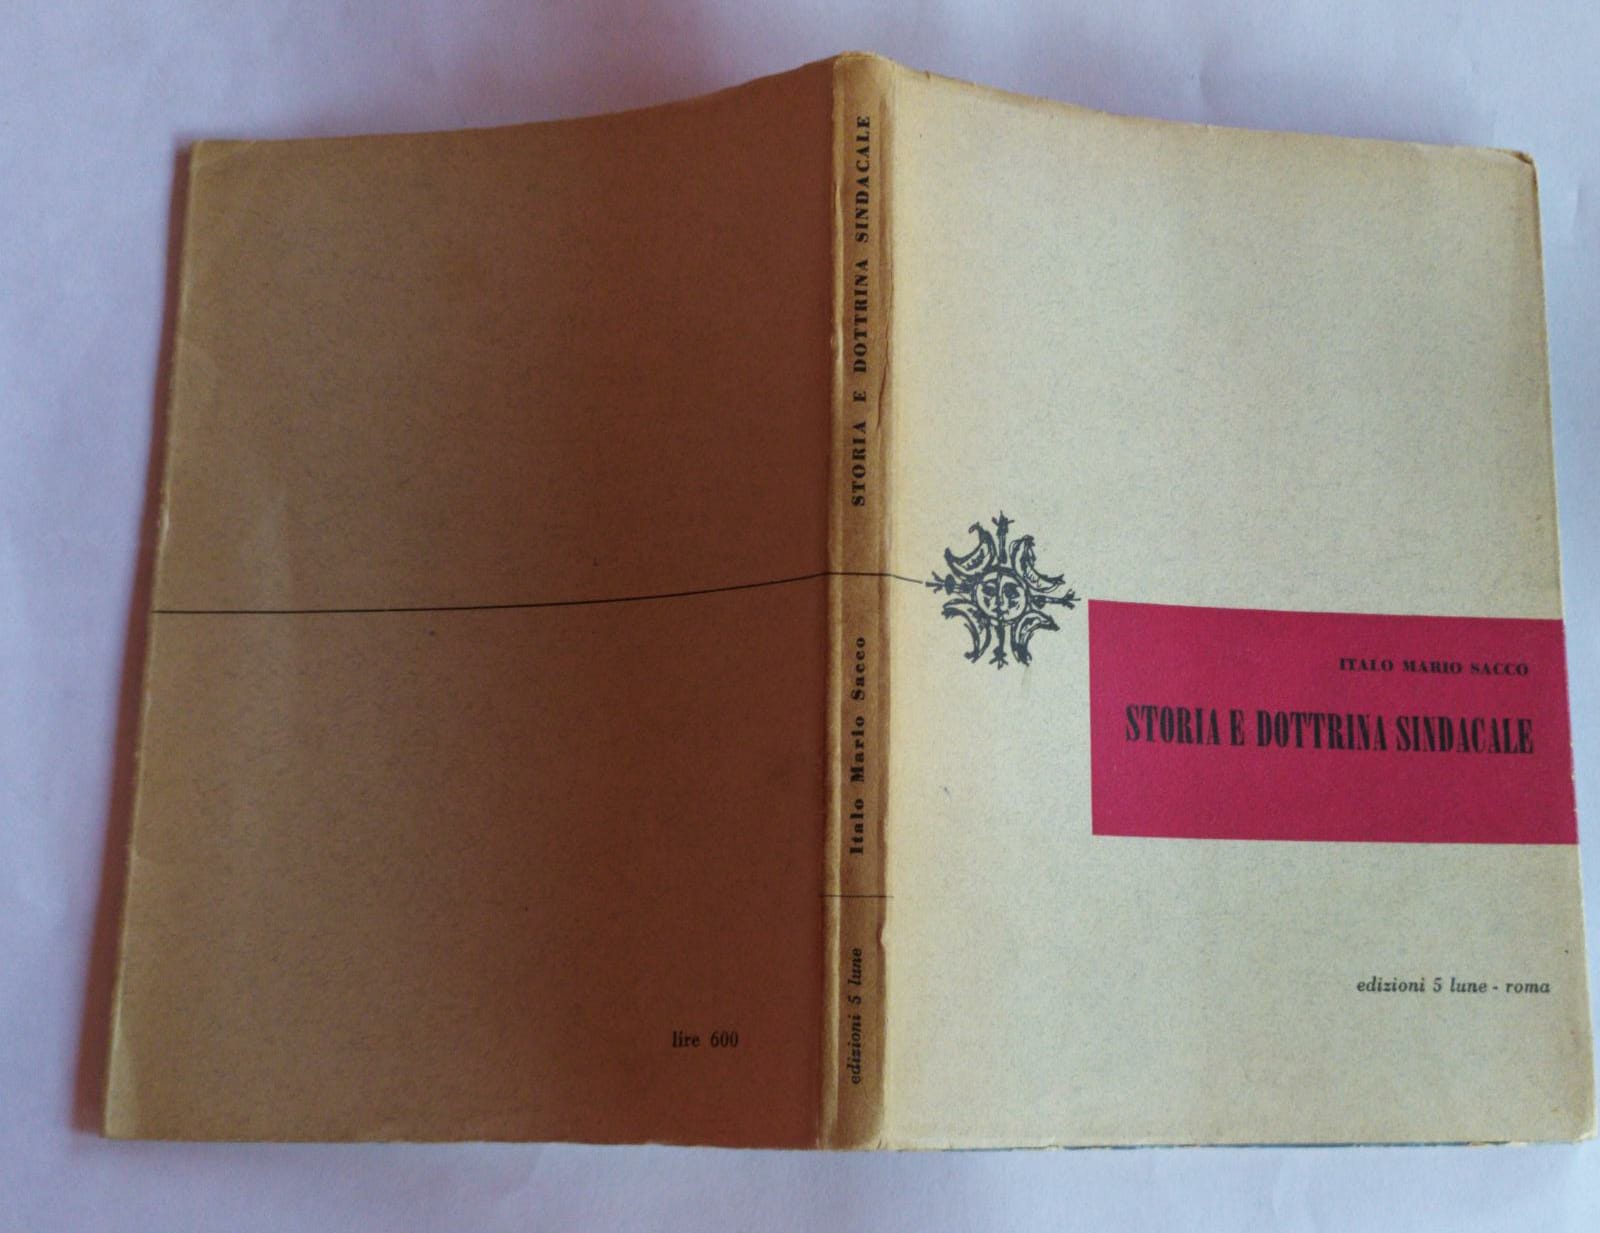 lire 600
STORIA E DOTTRINA SINDACALE
Italo Mario Sacco
edizioni 5 lune
ITALO MARIO SACCO
STORIA E DOTTRINA SINDACALE
edizioni 5 lune - roma